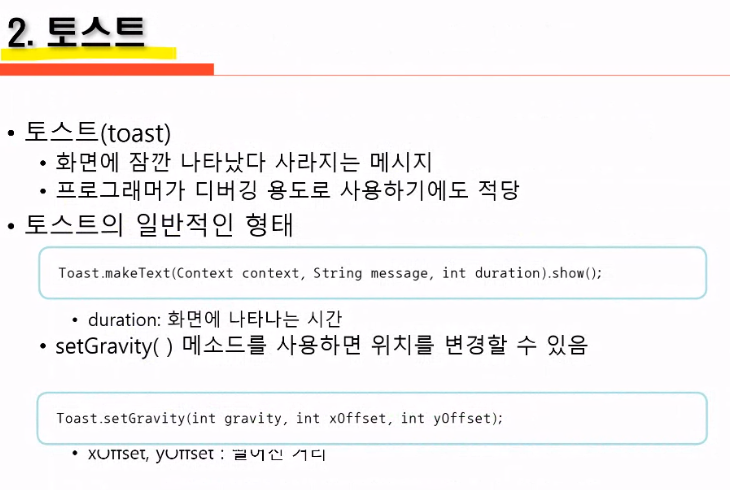 2. 토스트
• 토스트(toast)
• 화면에 잠깐 나타났다 사라지는 메시지
• 프로그래머가 디버깅 용도로 사용하기에도 적당
• 토스트의 일반적인 형태
Toast.makeText(Context context, String message, int duration).show();
• duration: 화면에 나타나는 시간
• setGravity( ) 메소드를 사용하면 위치를 변경할 수 있음
Toast.setGravity(int gravity, int xOffset, int yOffset);
• xOffset, yOffset : 떨어진 거리